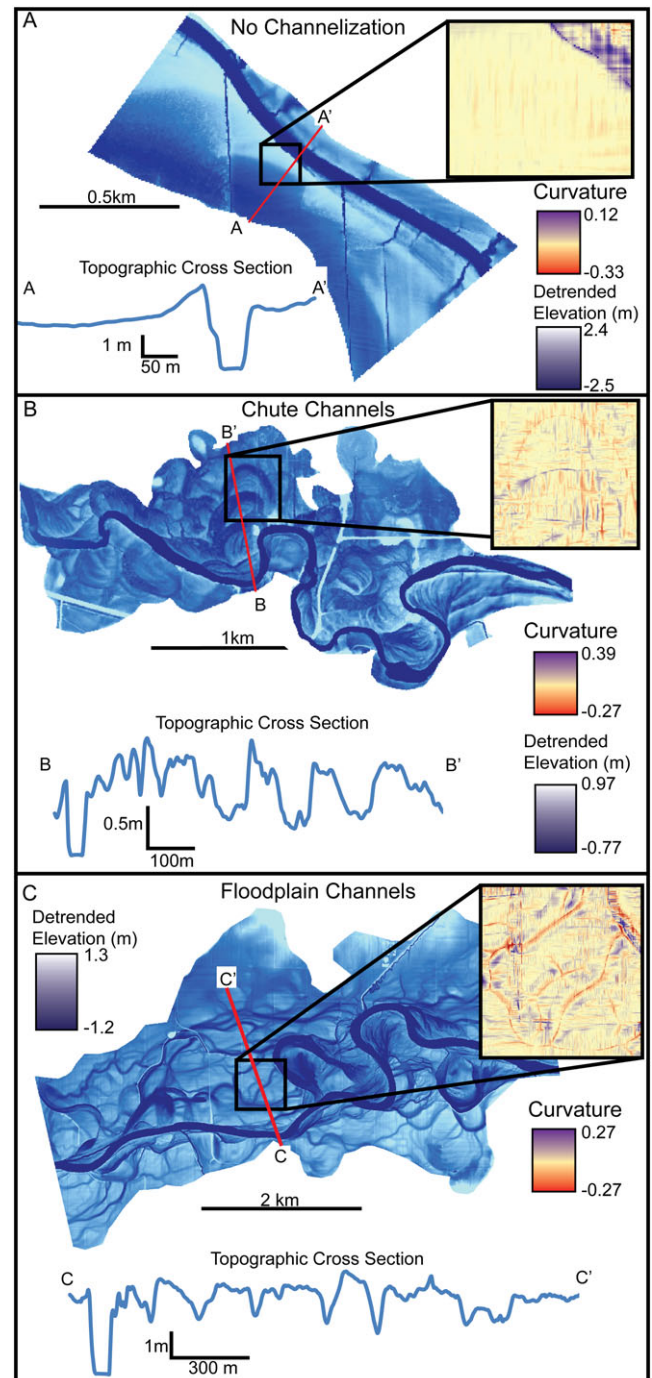 A
No Channelization
A'
0.5km
A
Curvature
0.12
-0.33
Topographic Cross Section
A
A'
Detrended
Elevation (m)
2.4
-2.5
1 m
50 m
B
Chute Channels
B'
B
1km
Curvature
0.39
-0.27
Topographic Cross Section
B
B'
Detrended
Elevation (m)
0.97
-0.77
0.5m
100m
C
Floodplain Channels
Detrended
Elevation (m)
1.3
-1.2
C'
C
Curvature
0.27
-0.27
2 km
Topographic Cross Section
C
C'
1m
300 m